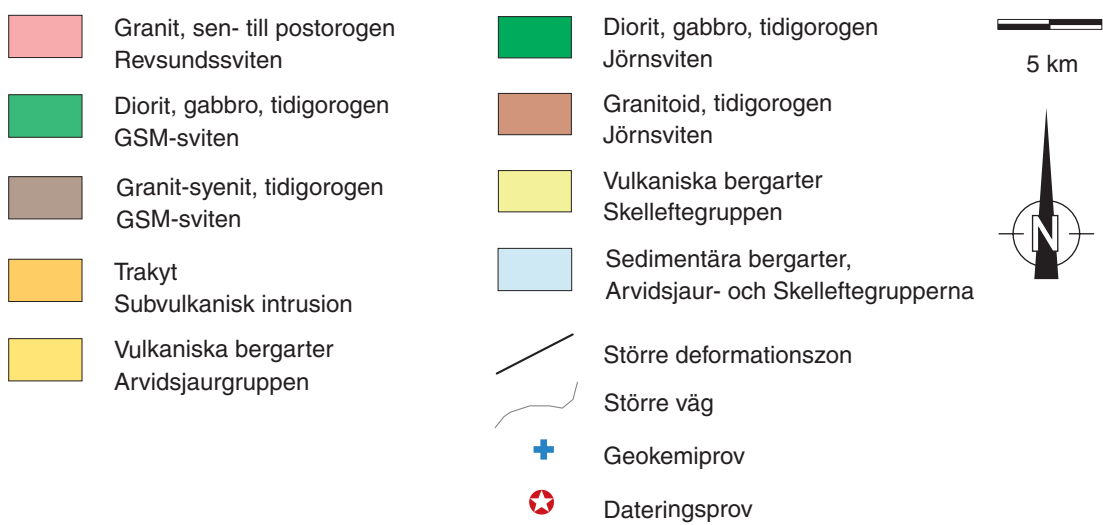 Granit, sen- till postorogen
Revsundssviten
Diorit, gabbro, tidigorogen
GSM-sviten
Granit-syenit, tidigorogen
GSM-sviten
Trakyt
Subvulkanisk intrusion
Vulkaniska bergarter
Arvidsjaurgruppen
Diorit, gabbro, tidigorogen
Jörnsviten
Granitoid, tidigorogen
Jörnsviten
Vulkaniska bergarter
Skelleftegruppen
Sedimentära bergarter,
Arvidsjaur- och Skelleftegrupperna
Större deformationszon
Större väg
Geokemiprov
Dateringsprov
5 km
N